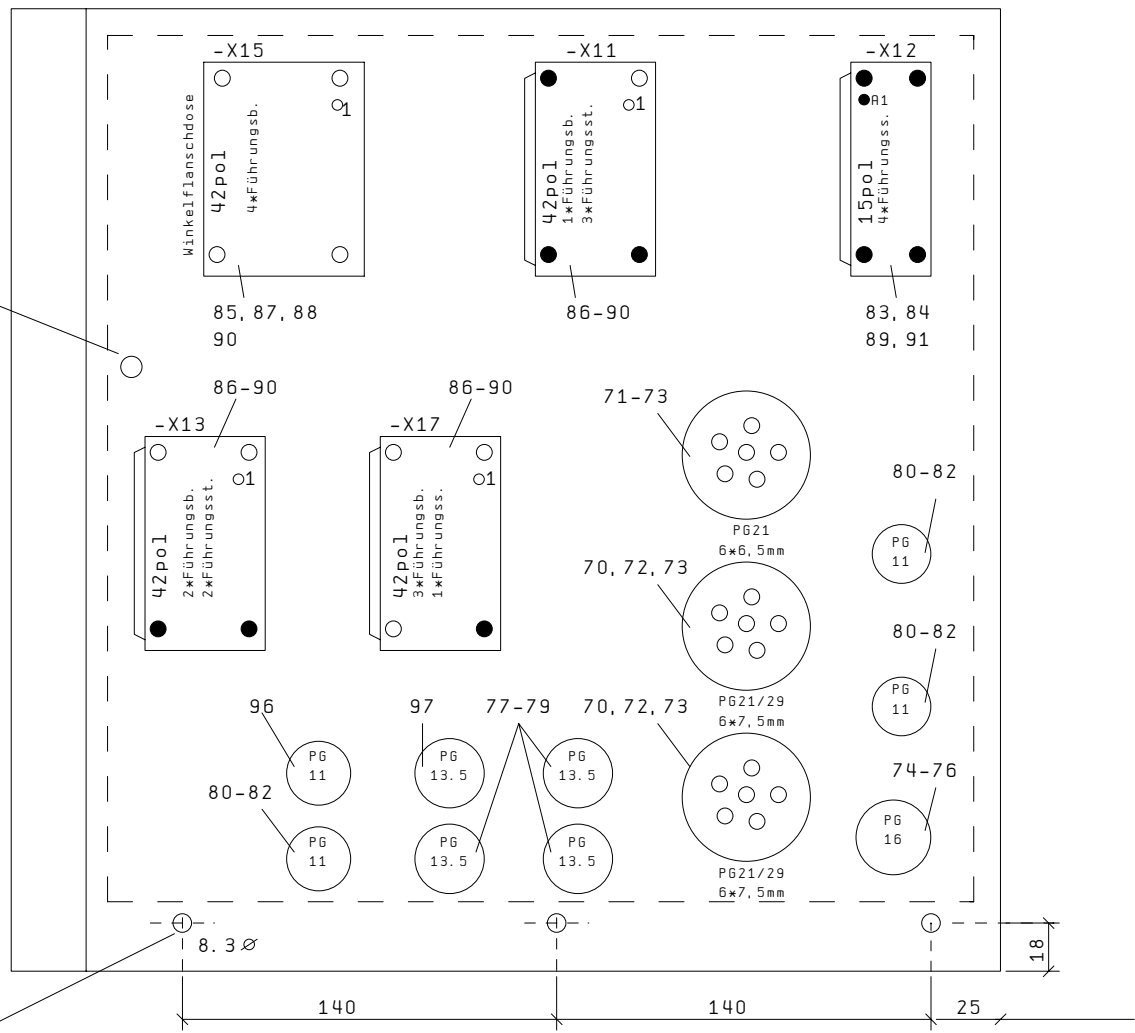 -X15
-X11
-X12
Winkelflanschdose
42pol
4*Führungsb.
1
42pol
1*Führungsb.
3*Führungsst.
1
A1
15pol
4*Führungss.
85, 87, 88
90
86-90
83, 84
89, 91
86-90
86-90
71-73
-X13
-X17
42pol
2*Führungsb.
2*Führungsst.
1
42pol
3*Führungsb.
1*Führungss.
1
80-82
PG21
6*6,5mm
PG
11
70, 72, 73
80-82
PG21/29
6*7,5mm
PG
11
96
97
77-79
70, 72, 73
PG
11
PG
13.5
PG
13.5
74-76
80-82
PG
11
PG
13.5
PG
13.5
PG
16
PG21/29
6*7,5mm
8.3⌀
18
140
140
25